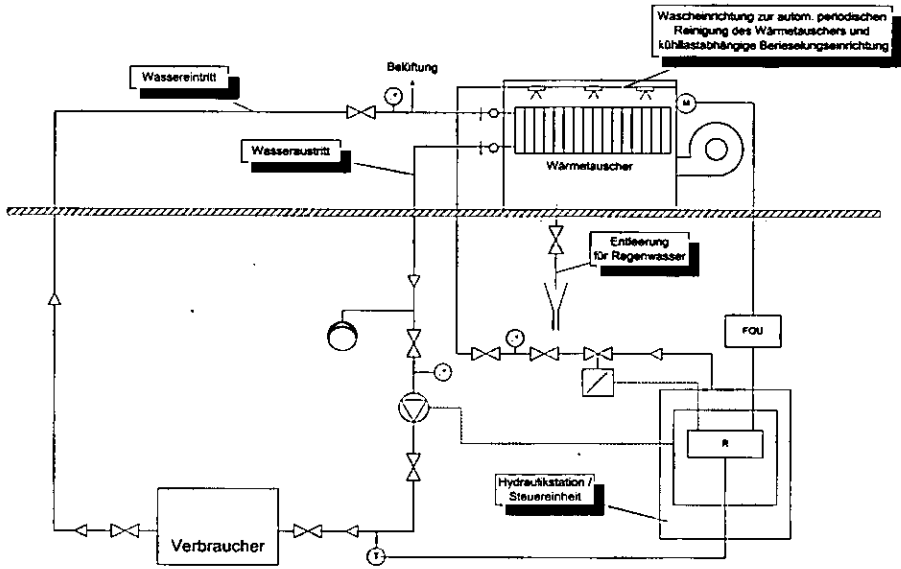 Wascheinrichtung zur autom. periodischen
Reinigung des Wärmetauschers und
kühllastabhängige Berieselungseinrichtung
Belüftung
Wassereintritt
M
Wasseraustritt
Wärmetauscher
Entleerung
für Regenwasser
FOU
R
Hydraulikstation /
Steuereinheit
Verbraucher
T